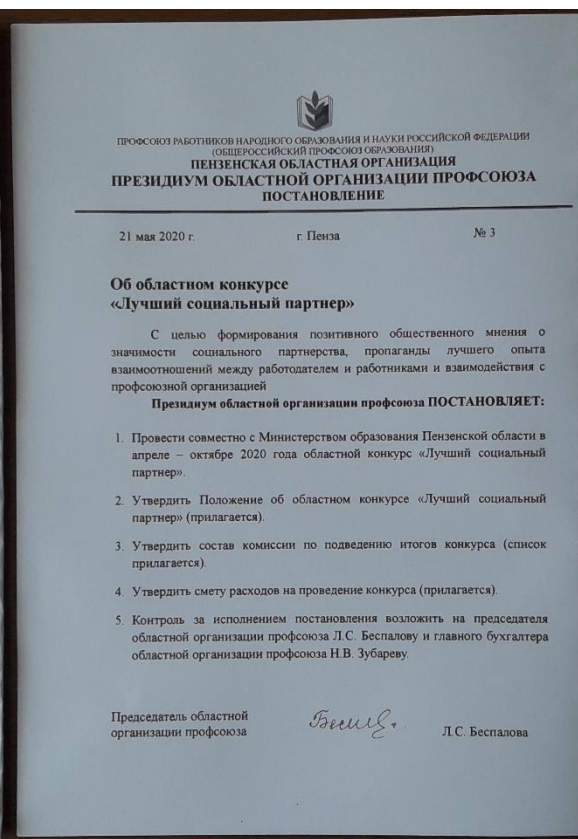 ПРОФСОЮЗ РАБОТНИКОВ НАРОДНОГО ОБРАЗОВАНИЯ И НАУКИ РОССИЙСКОЙ ФЕДЕРАЦИИ
(ОБЩЕРОССИЙСКИЙ ПРОФСОЮЗ ОБРАЗОВАНИЯ)
ПЕНЗЕНСКАЯ ОБЛАСТНАЯ ОРГАНИЗАЦИЯ
ПРЕЗИДИУМ ОБЛАСТНОЙ ОРГАНИЗАЦИИ ПРОФСОЮЗА
ПОСТАНОВЛЕНИЕ
21 мая 2020 г. г. Пенза № 3
Об областном конкурсе
«Лучший социальный партнер»
С целью формирования позитивного общественного мнения о
значимости социального партнерства, пропаганды лучшего опыта
взаимоотношений между работодателем и работниками и взаимодействия с
профсоюзной организацией
Президиум областной организации профсоюза ПОСТАНОВЛЯЕТ:
1. Провести совместно с Министерством образования Пензенской области в
апреле – октябре 2020 года областной конкурс «Лучший социальный
партнер».
2. Утвердить Положение об областном конкурсе «Лучший социальный
партнер» (прилагается).
3. Утвердить состав комиссии по подведению итогов конкурса (список
прилагается).
4. Утвердить смету расходов на проведение конкурса (прилагается).
5. Контроль за исполнением постановления возложить на председателя
областной организации профсоюза Л.С. Беспалову и главного бухгалтера
областной организации профсоюза Н.В. Зубареву.
Председатель областной
организации профсоюза Л.С. Беспалова